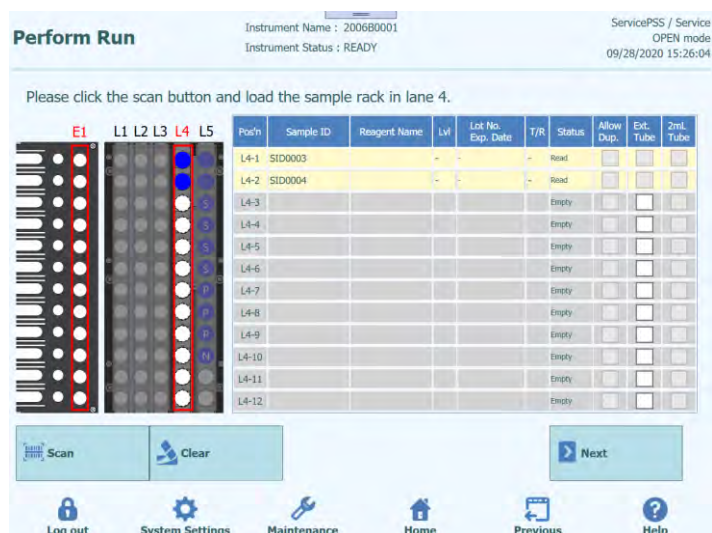 Perform Run
Instrument Name : 2006B0001
Instrument Status : READY
ServicePSS / Service
OPEN mode
09/28/2020 15:26:04
Please click the scan button and load the sample rack in lane 4.
E1 L1 L2 L3 L4 L5
S
S
S
S
P
P
P
N
Pos'n Sample ID Reagent Name Lvl Lot No. Exp. Date T/R Status Allow Dup. Ext. Tube 2mL Tube
L4-1 SID0003 - - - Read
L4-2 SID0004 - - - Read
L4-3 Empty
L4-4 Empty
L4-5 Empty
L4-6 Empty
L4-7 Empty
L4-8 Empty
L4-9 Empty
L4-10 Empty
L4-11 Empty
L4-12 Empty
Scan Clear Next
Log out System Settings Maintenance Home Previous Help